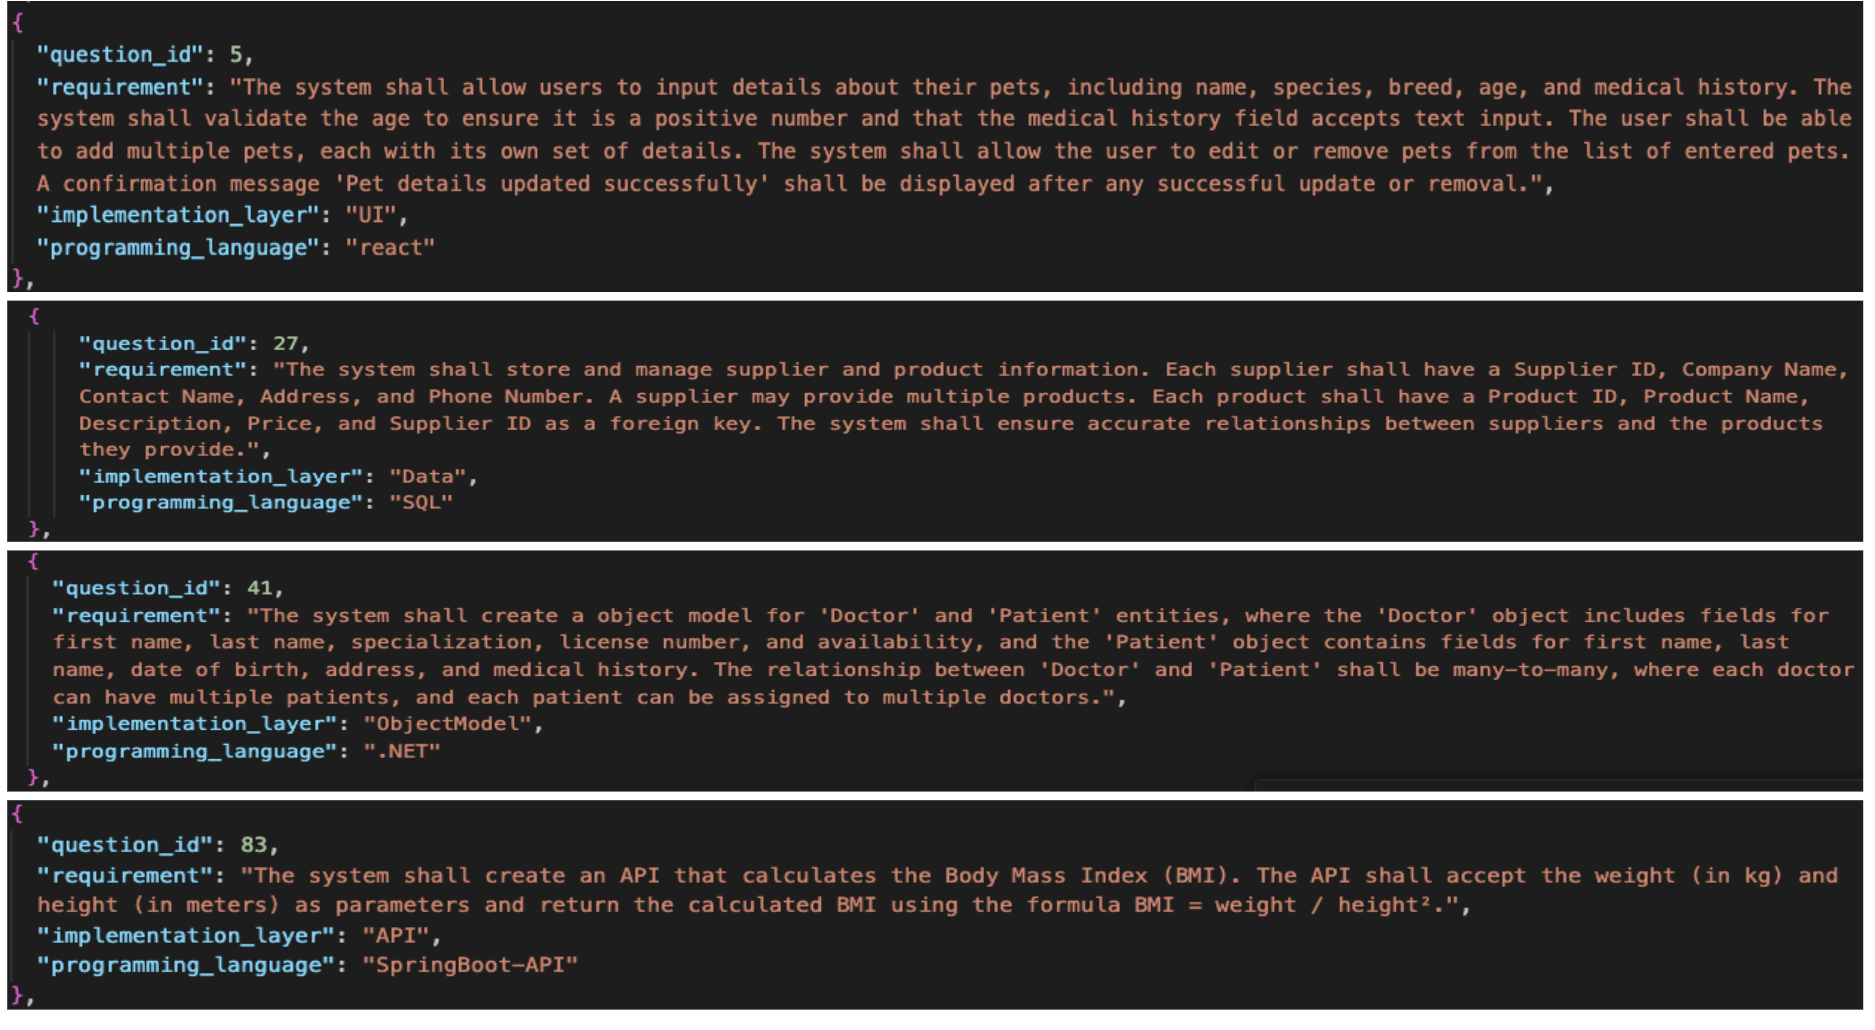 {
"question_id": 5,
"requirement": "The system shall allow users to input details about their pets, including name, species, breed, age, and medical history. The
system shall validate the age to ensure it is a positive number and that the medical history field accepts text input. The user shall be able
to add multiple pets, each with its own set of details. The system shall allow the user to edit or remove pets from the list of entered pets.
A confirmation message 'Pet details updated successfully' shall be displayed after any successful update or removal.",
"implementation_layer": "UI",
"programming_language": "react"
},
{
"question_id": 27,
"requirement": "The system shall store and manage supplier and product information. Each supplier shall have a Supplier ID, Company Name,
Contact Name, Address, and Phone Number. A supplier may provide multiple products. Each product shall have a Product ID, Product Name,
Description, Price, and Supplier ID as a foreign key. The system shall ensure accurate relationships between suppliers and the products
they provide.",
"implementation_layer": "Data",
"programming_language": "SQL"
},
{
"question_id": 41,
"requirement": "The system shall create a object model for 'Doctor' and 'Patient' entities, where the 'Doctor' object includes fields for
first name, last name, specialization, license number, and availability, and the 'Patient' object contains fields for first name, last
name, date of birth, address, and medical history. The relationship between 'Doctor' and 'Patient' shall be many-to-many, where each doctor
can have multiple patients, and each patient can be assigned to multiple doctors.",
"implementation_layer": "ObjectModel",
"programming_language": ".NET"
},
{
"question_id": 83,
"requirement": "The system shall create an API that calculates the Body Mass Index (BMI). The API shall accept the weight (in kg) and
height (in meters) as parameters and return the calculated BMI using the formula BMI = weight / height².",
"implementation_layer": "API",
"programming_language": "SpringBoot-API"
},